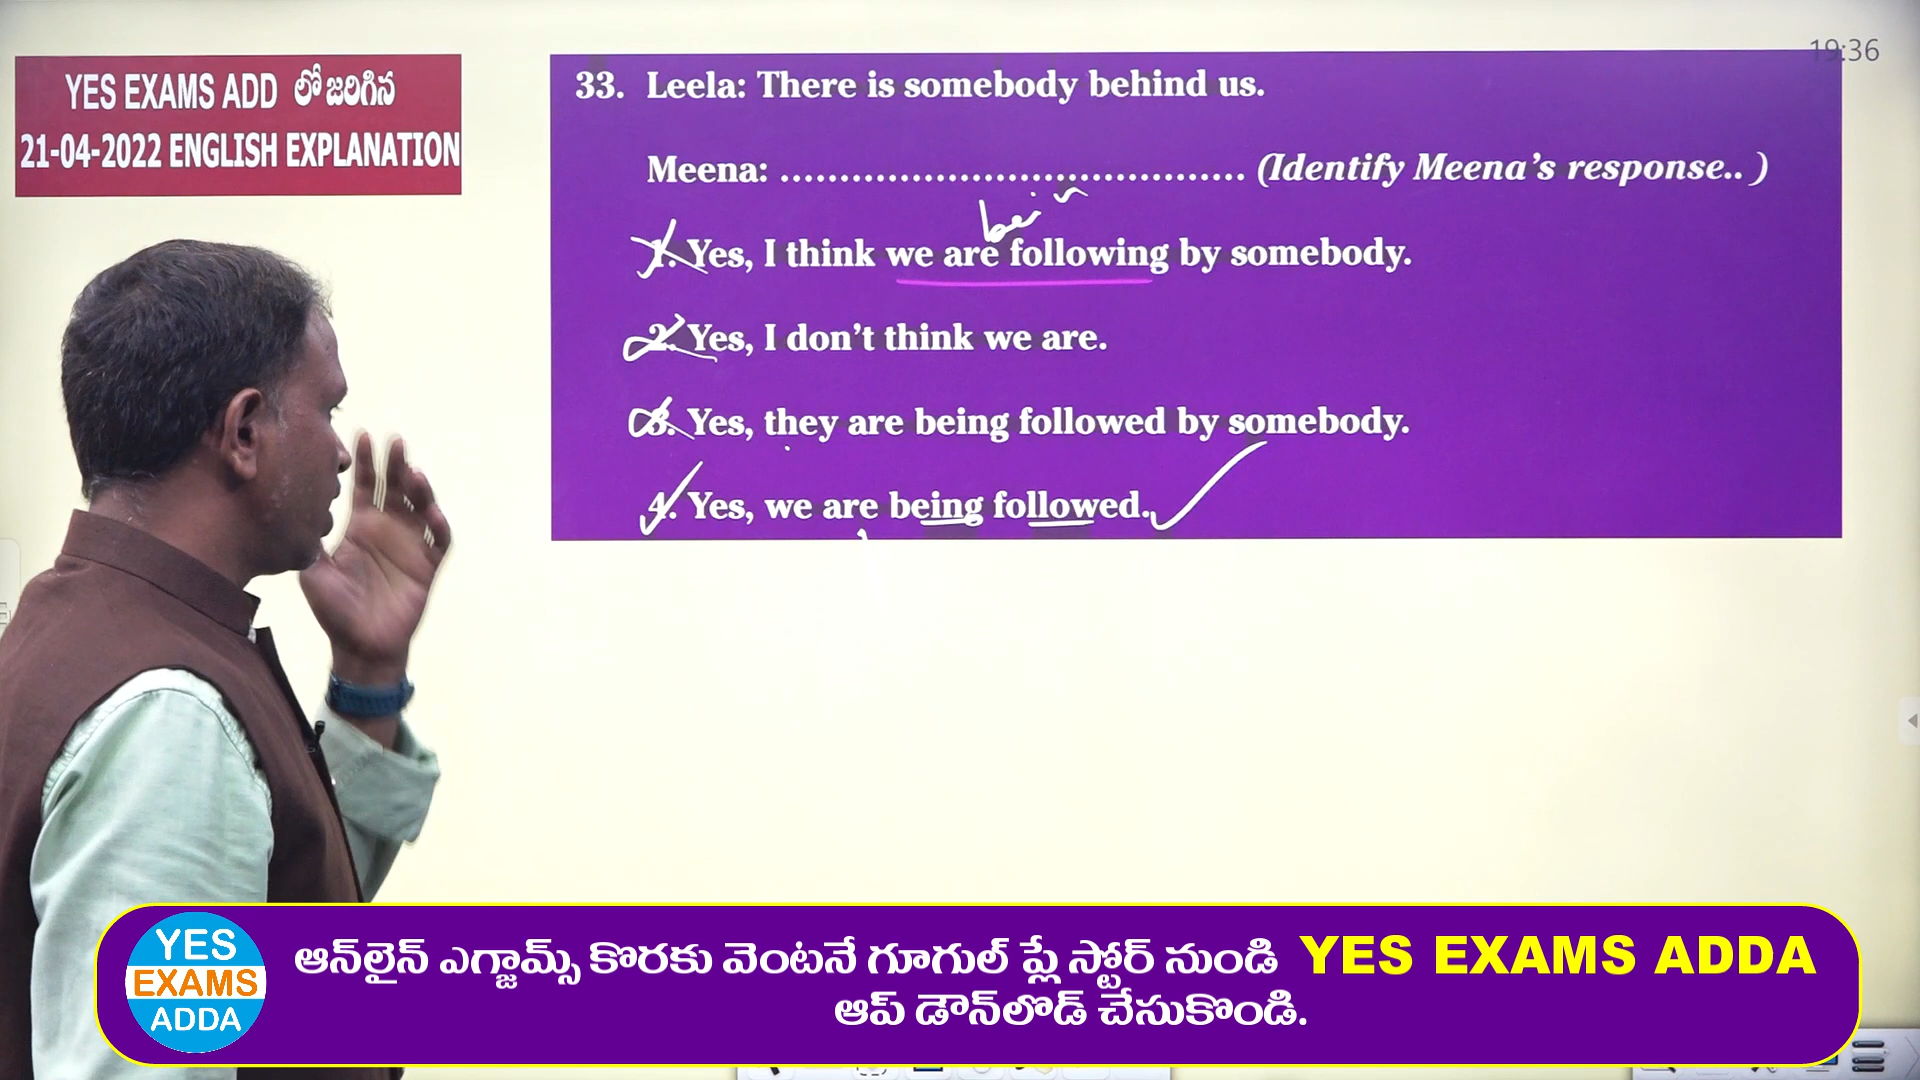 19:36
YES EXAMS ADD లో జరిగిన
21-04-2022 ENGLISH EXPLANATION
33. Leela: There is somebody behind us.
Meena: ....................................... (Identify Meena's response.. )
1. Yes, I think we are following by somebody.
2. Yes, I don't think we are.
3. Yes, they are being followed by somebody.
4. Yes, we are being followed.
YES
EXAMS
ADDA
ఆన్‌లైన్ ఎగ్జామ్స్ కొరకు వెంటనే గూగుల్ ప్లే స్టోర్ నుండి YES EXAMS ADDA
ఆప్ డౌన్‌లొడ్ చేసుకొండి.